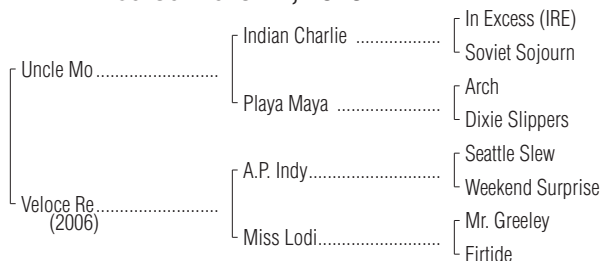 In Excess (IRE)
Indian Charlie ....................
Soviet Sojourn
Uncle Mo .............................
Arch
Playa Maya ........................
Dixie Slippers
Seattle Slew
A.P. Indy...............................
Weekend Surprise
Veloce Re.............................
(2006)
Mr. Greeley
Miss Lodi.............................
Firtide